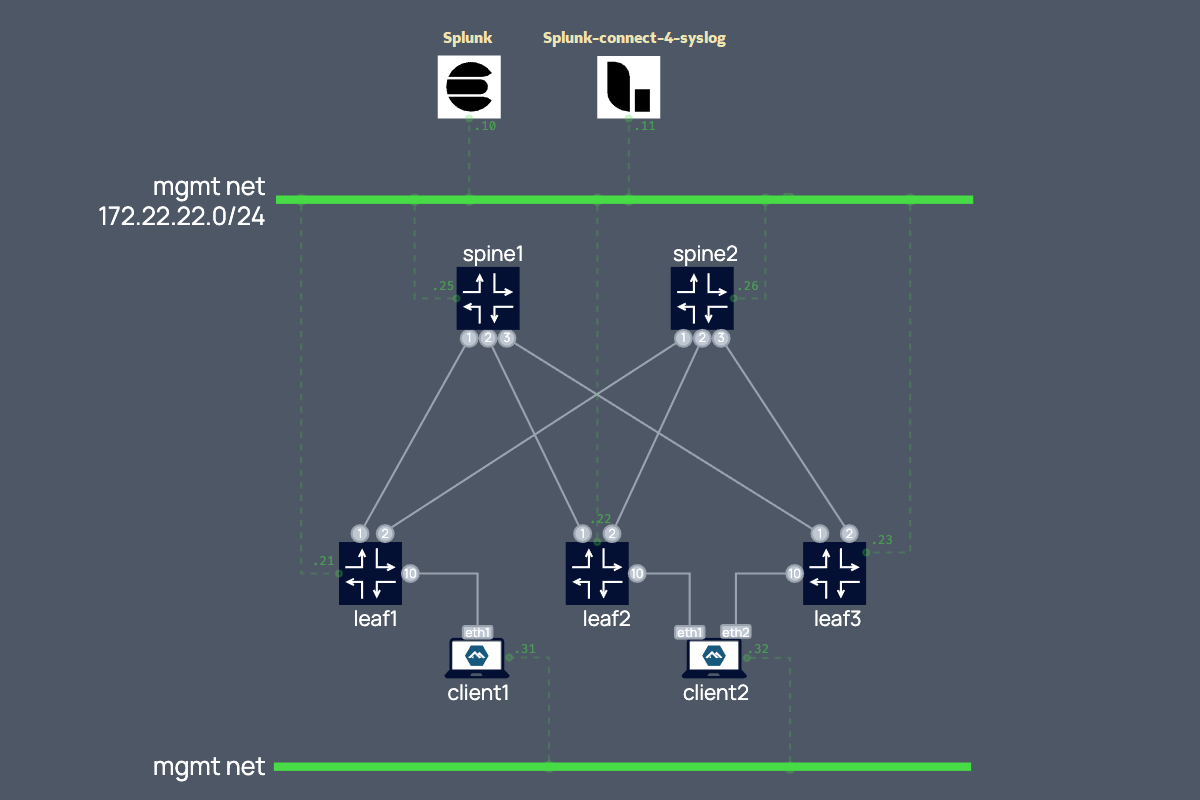 Splunk
Splunk-connect-4-syslog
.10
.11
mgmt net
172.22.22.0/24
spine1
spine2
.25
.26
1
2
3
1
2
3
.22
1
2
1
2
1
2
.23
.21
10
10
10
leaf1
leaf2
leaf3
eth1
eth1
eth2
.31
.32
client1
client2
mgmt net